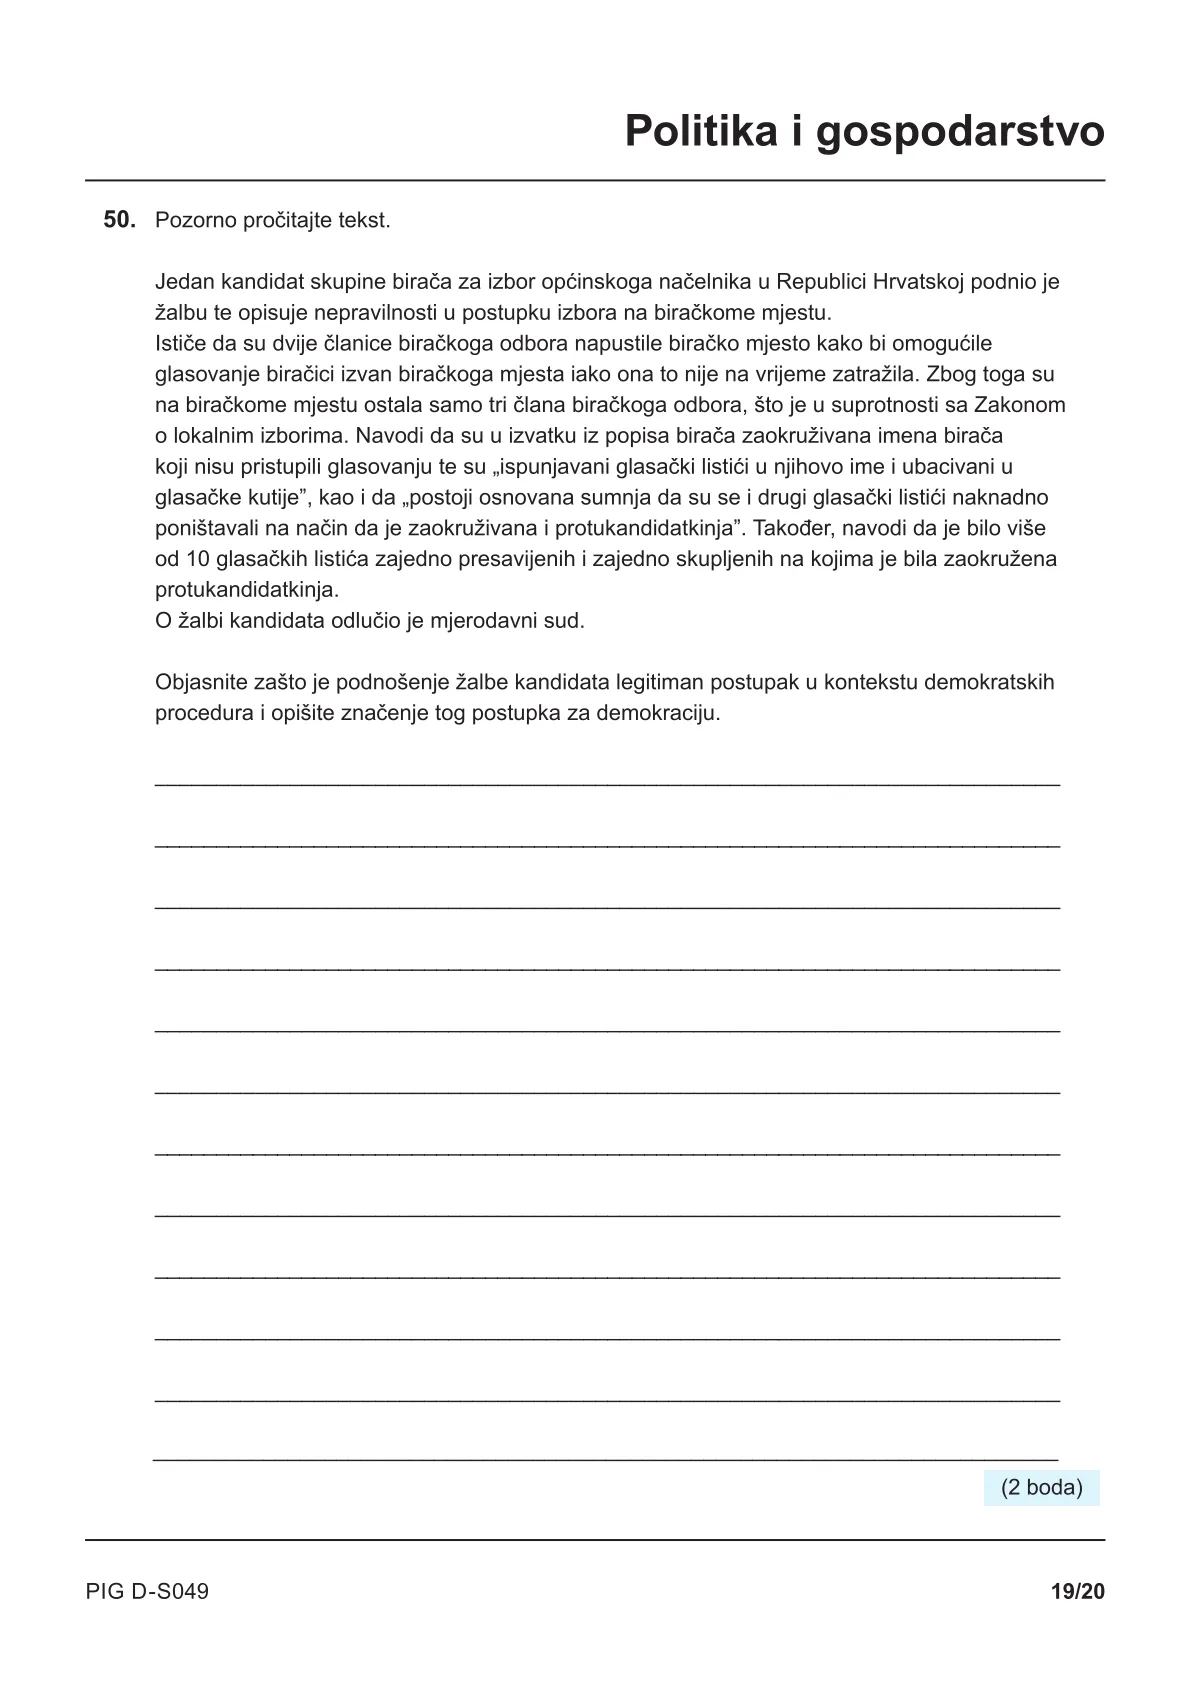 Politika i gospodarstvo
50. Pozorno pročitajte tekst.
Jedan kandidat skupine birača za izbor općinskoga načelnika u Republici Hrvatskoj podnio je
žalbu te opisuje nepravilnosti u postupku izbora na biračkome mjestu.
Ističe da su dvije članice biračkoga odbora napustile biračko mjesto kako bi omogućile
glasovanje biračici izvan biračkoga mjesta iako ona to nije na vrijeme zatražila. Zbog toga su
na biračkome mjestu ostala samo tri člana biračkoga odbora, što je u suprotnosti sa Zakonom
o lokalnim izborima. Navodi da su u izvatku iz popisa birača zaokruživana imena birača
koji nisu pristupili glasovanju te su „ispunjavani glasački listići u njihovo ime i ubacivani u
glasačke kutije”, kao i da „postoji osnovana sumnja da su se i drugi glasački listići naknadno
poništavali na način da je zaokruživana i protukandidatkinja”. Također, navodi da je bilo više
od 10 glasačkih listića zajedno presavijenih i zajedno skupljenih na kojima je bila zaokružena
protukandidatkinja.
O žalbi kandidata odlučio je mjerodavni sud.
Objasnite zašto je podnošenje žalbe kandidata legitiman postupak u kontekstu demokratskih
procedura i opišite značenje tog postupka za demokraciju.
(2 boda)
PIG D-S049
19/20